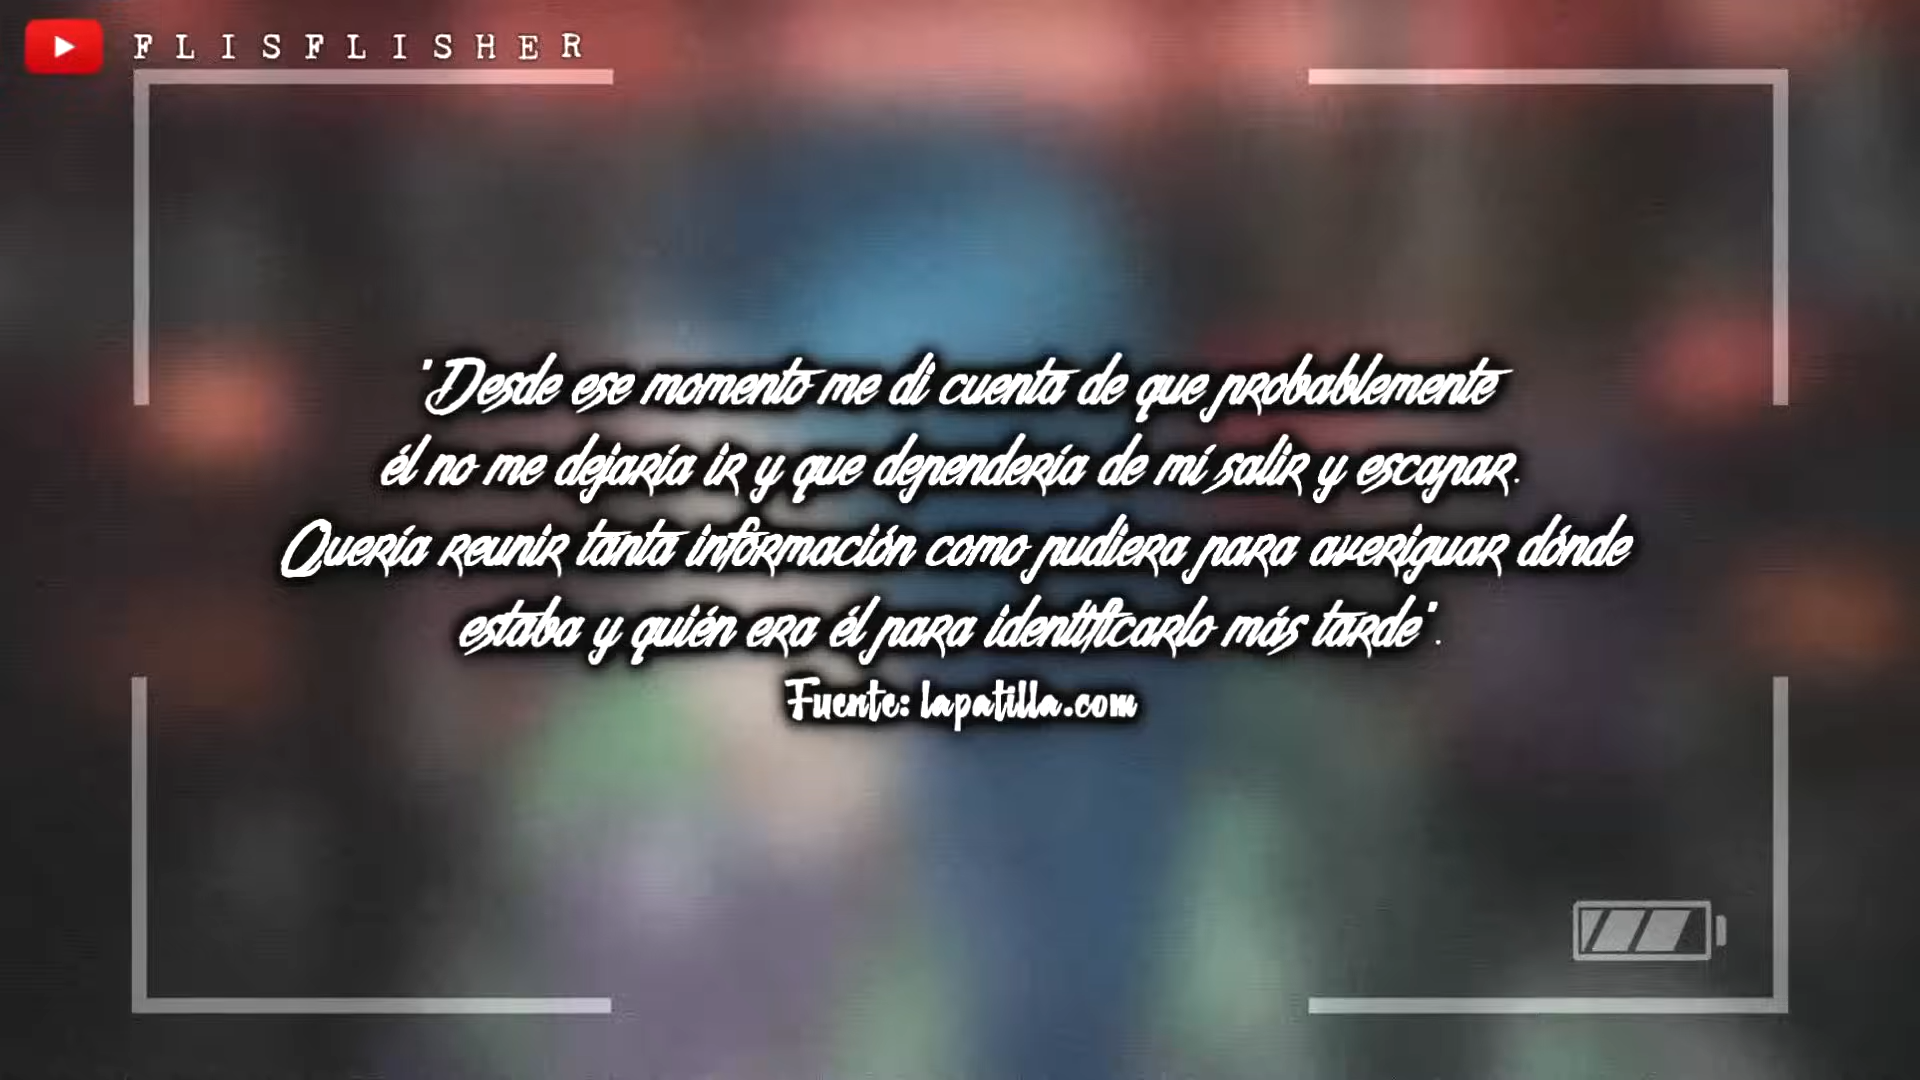 FLISFLISHER
"Desde ese momento me di cuenta de que probablemente
él no me dejaría ir y que dependería de mí salir y escapar.
Quería reunir tanta información como pudiera para averiguar dónde
estaba y quién era él para identificarlo más tarde".
Fuente: lapatilla.com